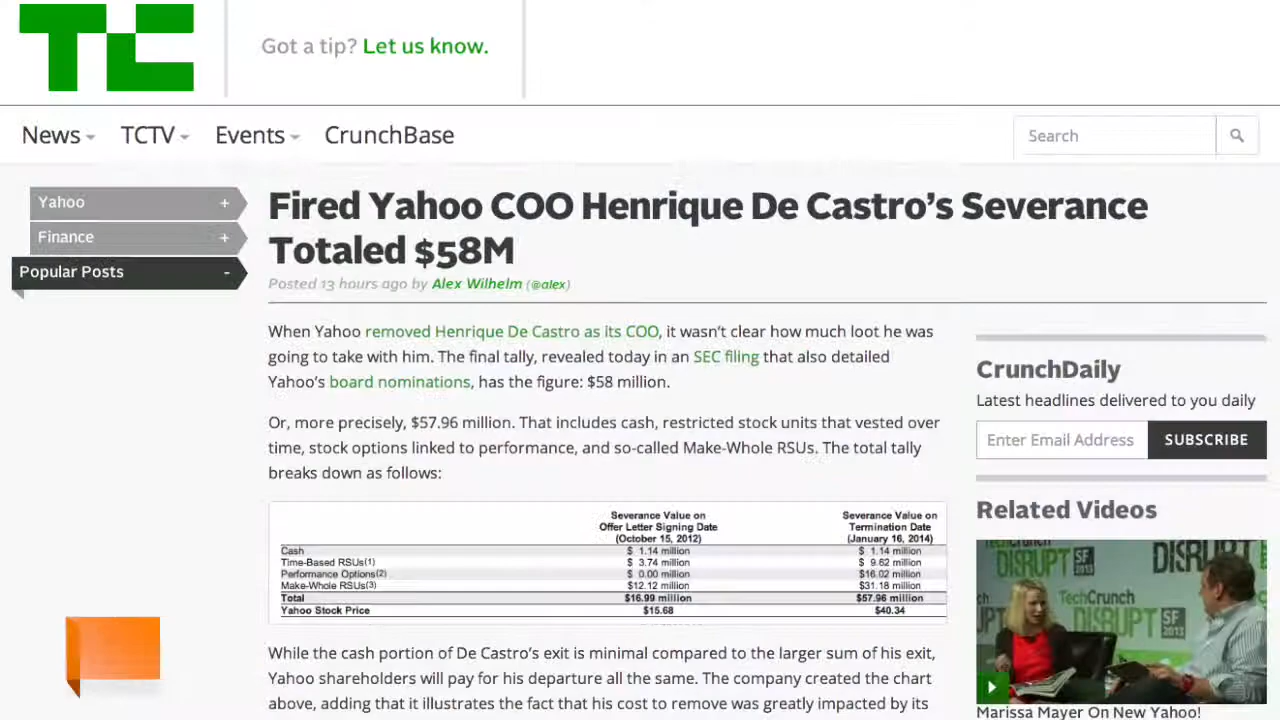 TC
Got a tip? Let us know.
News TCTV Events CrunchBase
Search
Yahoo +
Finance +
Popular Posts -
Fired Yahoo COO Henrique De Castro’s Severance
Totaled $58M
Posted 13 hours ago by Alex Wilhelm (@alex)
When Yahoo removed Henrique De Castro as its COO, it wasn’t clear how much loot he was
going to take with him. The final tally, revealed today in an SEC filing that also detailed
Yahoo’s board nominations, has the figure: $58 million.
Or, more precisely, $57.96 million. That includes cash, restricted stock units that vested over
time, stock options linked to performance, and so-called Make-Whole RSUs. The total tally
breaks down as follows:
Severance Value on Severance Value on
Offer Letter Signing Date Termination Date
(October 15, 2012) (January 16, 2014)
Cash $ 1.14 million $ 1.14 million
Time-Based RSUs(1) $ 3.74 million $ 9.62 million
Performance Options(2) $ 0.00 million $16.02 million
Make-Whole RSUs(3) $12.12 million $31.18 million
Total $16.99 million $57.96 million
Yahoo Stock Price $15.68 $40.34
While the cash portion of De Castro’s exit is minimal compared to the larger sum of his exit,
Yahoo shareholders will pay for his departure all the same. The company created the chart
above, adding that it illustrates the fact that his cost to remove was greatly impacted by its
CrunchDaily
Latest headlines delivered to you daily
Enter Email Address SUBSCRIBE
Related Videos
TechCrunch
DISRUPT SF 2013 DISRUPT
TechCrunch
DISRUPT SF 2013
Marissa Mayer On New Yahoo!